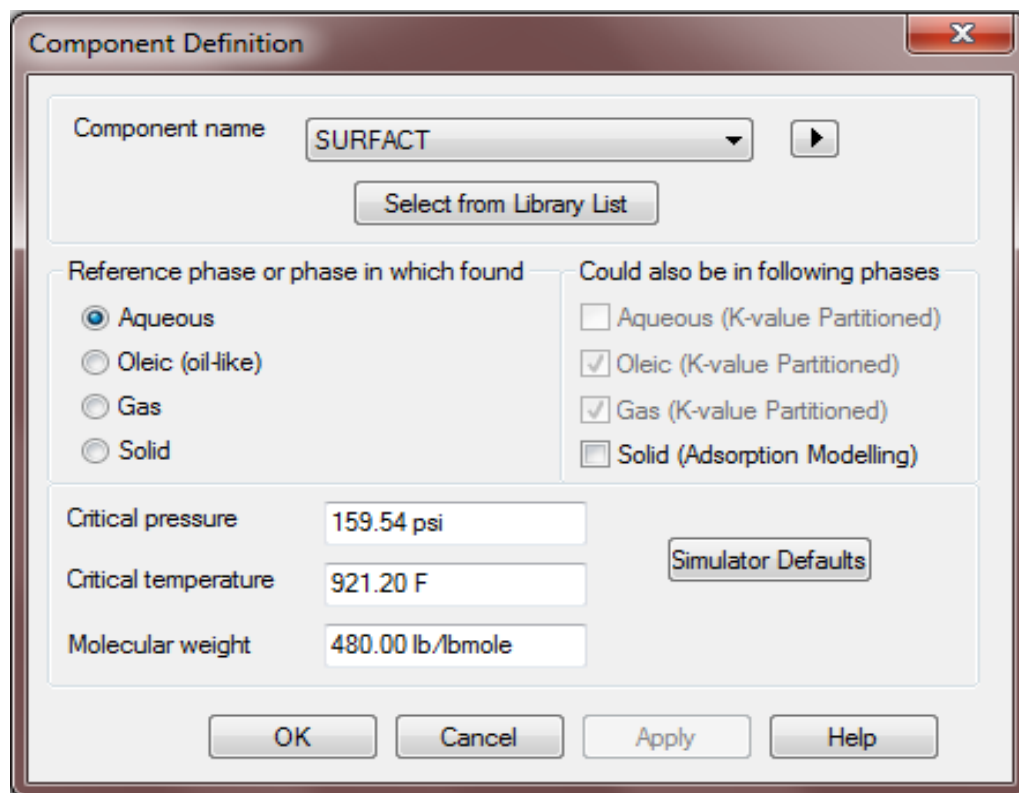 Component Definition
Component name
SURFACT
Select from Library List
Reference phase or phase in which found
Aqueous
Oleic (oil-like)
Gas
Solid
Could also be in following phases
Aqueous (K-value Partitioned)
Oleic (K-value Partitioned)
Gas (K-value Partitioned)
Solid (Adsorption Modelling)
Critical pressure
159.54 psi
Critical temperature
921.20 F
Molecular weight
480.00 lb/lbmole
Simulator Defaults
OK
Cancel
Apply
Help